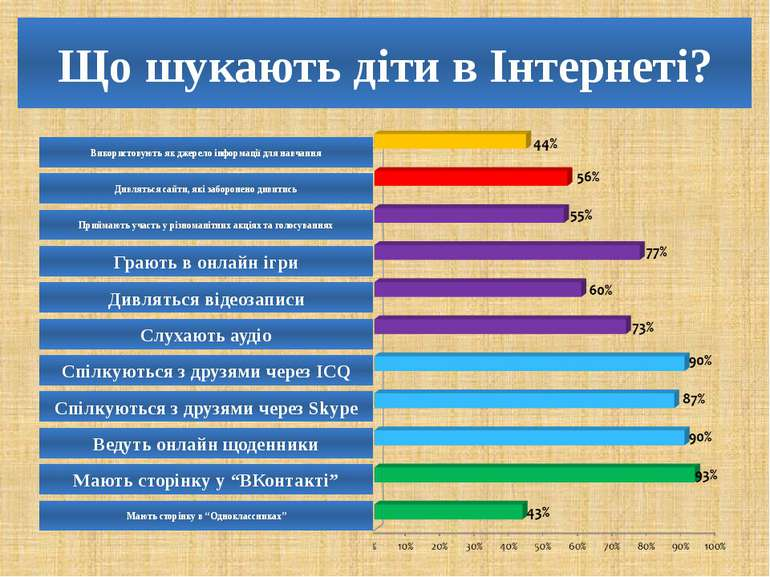 Що шукають діти в Інтернеті?
Використовують як джерело інформації для навчання
44%
Дивляться сайти, які заборонено дивитись
56%
Приймають участь у різноманітних акціях та голосуваннях
55%
Грають в онлайн ігри
77%
Дивляться відеозаписи
60%
Слухають аудіо
73%
Спілкуються з друзями через ICQ
90%
Спілкуються з друзями через Skype
87%
Ведуть онлайн щоденники
90%
Мають сторінку у “ВКонтакті”
93%
Мають сторінку в “Одноклассниках”
43%
% 10% 20% 30% 40% 50% 60% 70% 80% 90% 100%